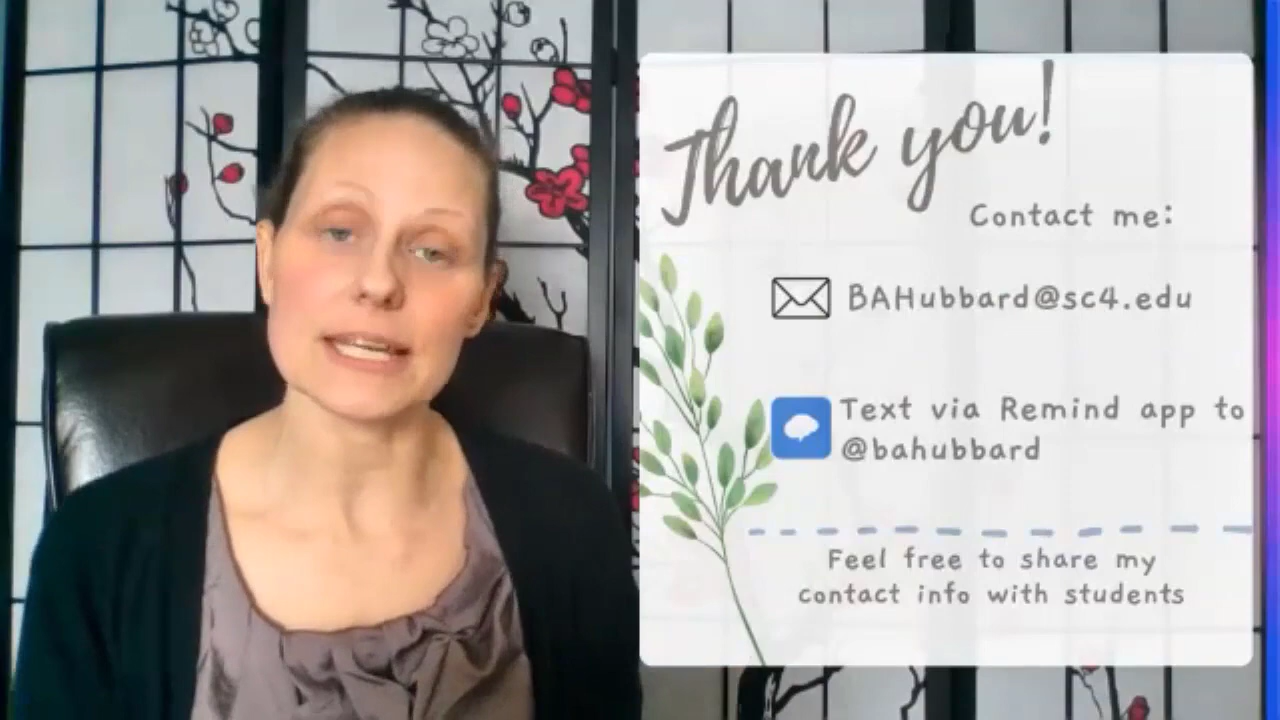 Thank you!
Contact me:
BAHubbard@sc4.edu
Text via Remind app to
@bahubbard
Feel free to share my
contact info with students